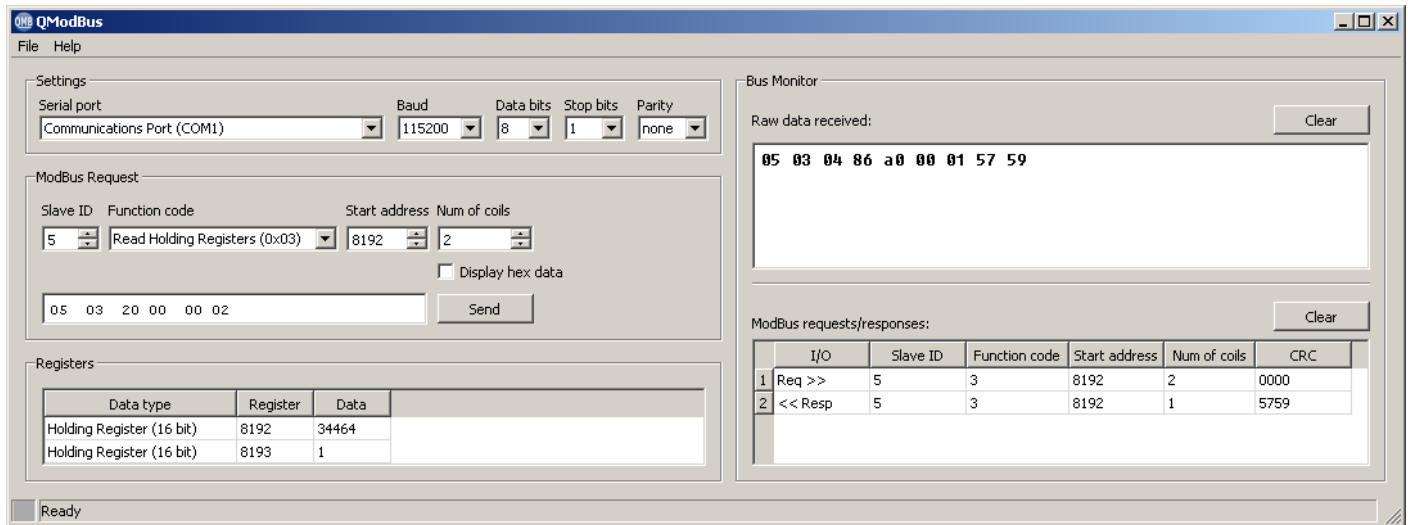 QMB QModBus
File Help
Settings
Serial port Baud Data bits Stop bits Parity
Communications Port (COM1) 115200 8 1 none
ModBus Request
Slave ID Function code Start address Num of coils
5 Read Holding Registers (0x03) 8192 2
Display hex data
05 03 20 00 00 02 Send
Registers
Data type Register Data
Holding Register (16 bit) 8192 34464
Holding Register (16 bit) 8193 1
Bus Monitor
Raw data received: Clear
05 03 04 86 a0 00 01 57 59
ModBus requests/responses: Clear
I/O Slave ID Function code Start address Num of coils CRC
1 Req >> 5 3 8192 2 0000
2 << Resp 5 3 8192 1 5759
Ready